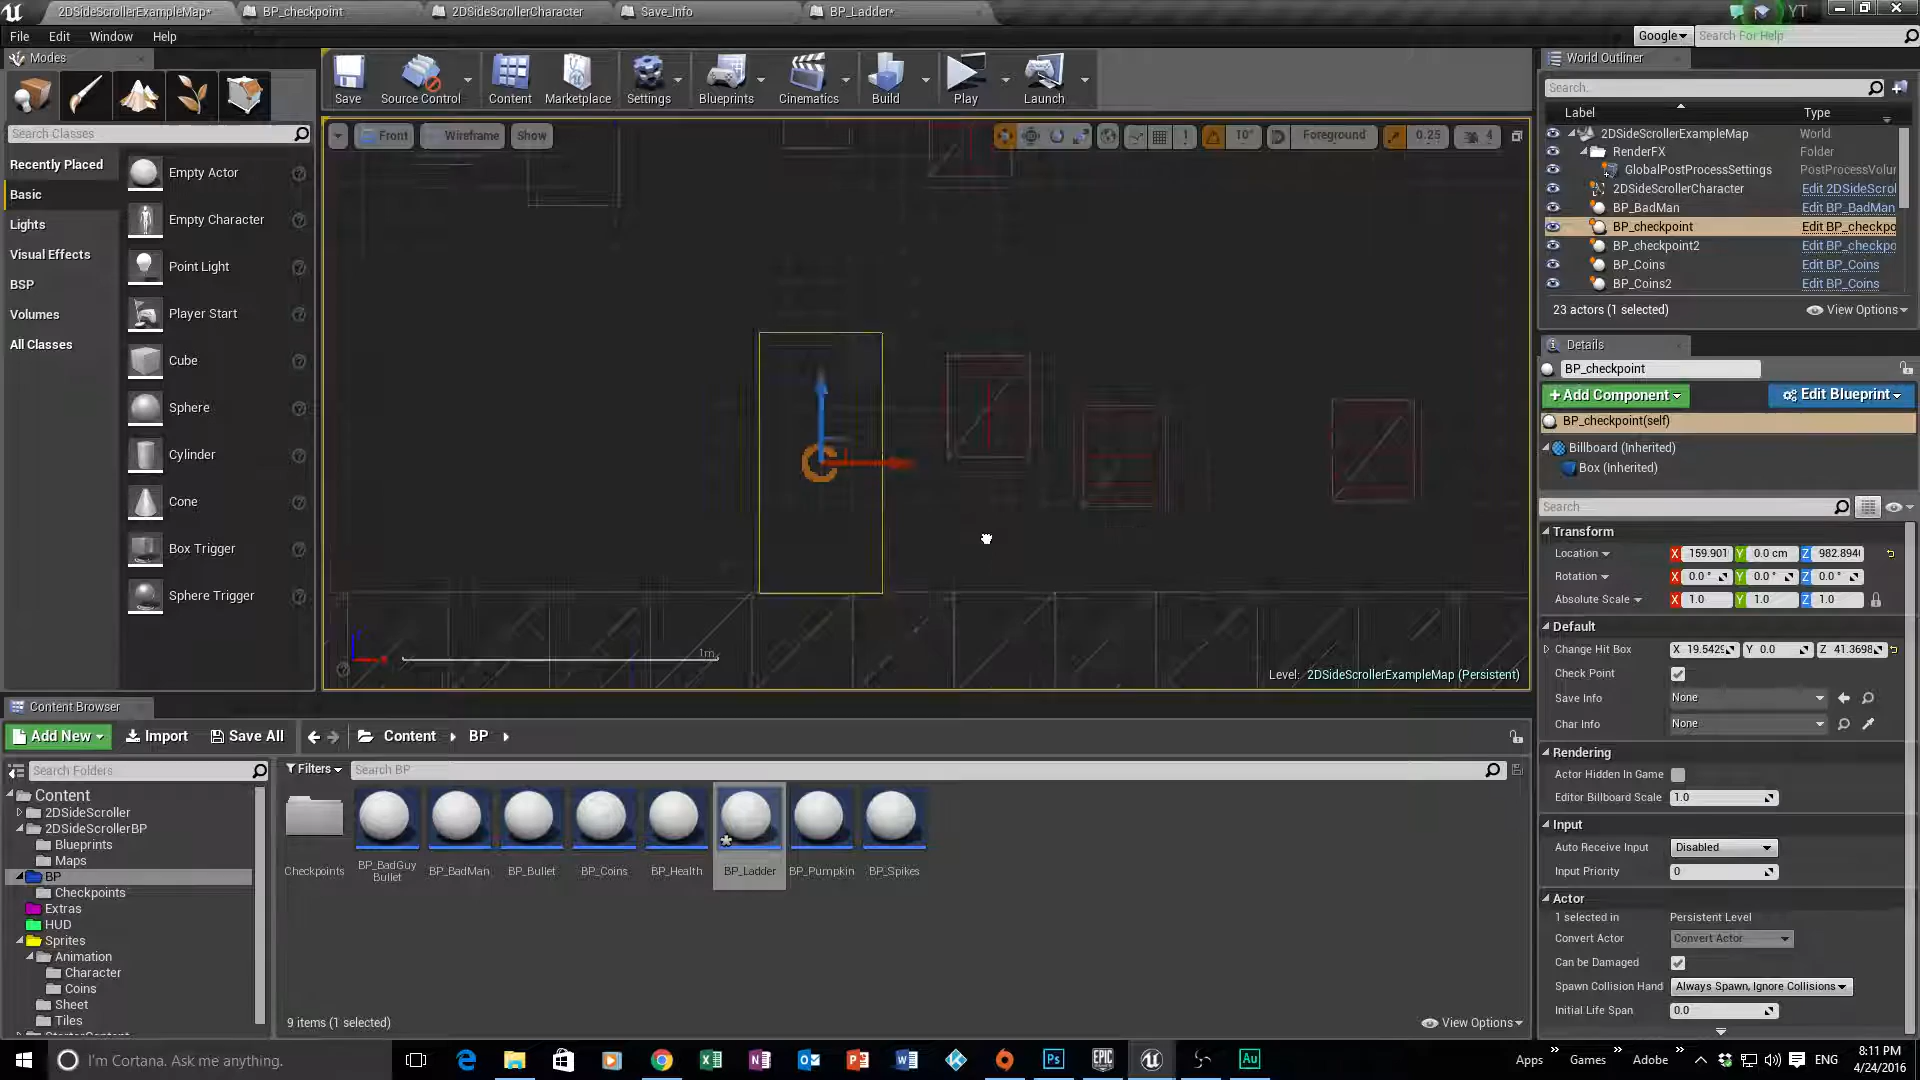 2DSideScrollerExampleMap*
BP_checkpoint
2DSideScrollerCharacter
Save_Info
BP_Ladder*
YT
File
Edit
Window
Help
Google
Search For Help
Modes
Search Classes
Recently Placed
Basic
Lights
Visual Effects
BSP
Volumes
All Classes
Empty Actor
Empty Character
Point Light
Player Start
Cube
Sphere
Cylinder
Cone
Box Trigger
Sphere Trigger
Save
Source Control
Content
Marketplace
Settings
Blueprints
Cinematics
Build
Play
Launch
Front
Wireframe
Show
1
10°
Foreground
0.25
4
1m
Level: 2DSideScrollerExampleMap (Persistent)
World Outliner
Search.
Label
Type
2DSideScrollerExampleMap
World
RenderFX
Folder
GlobalPostProcessSettings
PostProcessVolur
2DSideScrollerCharacter
Edit 2DSideScrol
BP_BadMan
Edit BP_BadMan
BP_checkpoint
Edit BP_checkpo
BP_checkpoint2
Edit BP_checkpo
BP_Coins
Edit BP_Coins
BP_Coins2
Edit BP_Coins
23 actors (1 selected)
View Options
Details
BP_checkpoint
+Add Component
Edit Blueprint
BP_checkpoint(self)
Billboard (Inherited)
Box (Inherited)
Search
Transform
Location
X 159.901 Y 0.0 cm Z 982.894
Rotation
X 0.0 ° Y 0.0 ° Z 0.0 °
Absolute Scale
X 1.0 Y 1.0 Z 1.0
Default
Change Hit Box
X 19.542 Y 0.0 Z 41.3698
Check Point
Save Info
None
Char Info
None
Rendering
Actor Hidden In Game
Editor Billboard Scale
1.0
Input
Auto Receive Input
Disabled
Input Priority
0
Actor
1 selected in
Persistent Level
Convert Actor
Convert Actor
Can be Damaged
Spawn Collision Hand
Always Spawn, Ignore Collisions
Initial Life Span
0.0
Content Browser
Add New
Import
Save All
Content
BP
Search Folders
Filters
Search BP
Content
2DSideScroller
2DSideScrollerBP
Blueprints
Maps
BP
Checkpoints
Extras
HUD
Sprites
Animation
Character
Coins
Sheet
Tiles
Checkpoints
BP_BadGuy
Bullet
BP_BadMan
BP_Bullet
BP_Coins
BP_Health
BP_Ladder
BP_Pumpkin
BP_Spikes
9 items (1 selected)
View Options
I'm Cortana. Ask me anything.
Apps
Games
Adobe
ENG
8:11 PM
4/24/2016